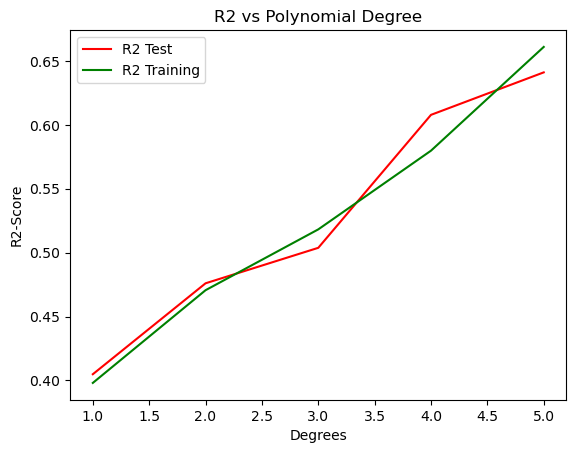 R2 vs Polynomial Degree
R2 Test
R2 Training
R2-Score
0.65
0.60
0.55
0.50
0.45
0.40
1.0 1.5 2.0 2.5 3.0 3.5 4.0 4.5 5.0
Degrees